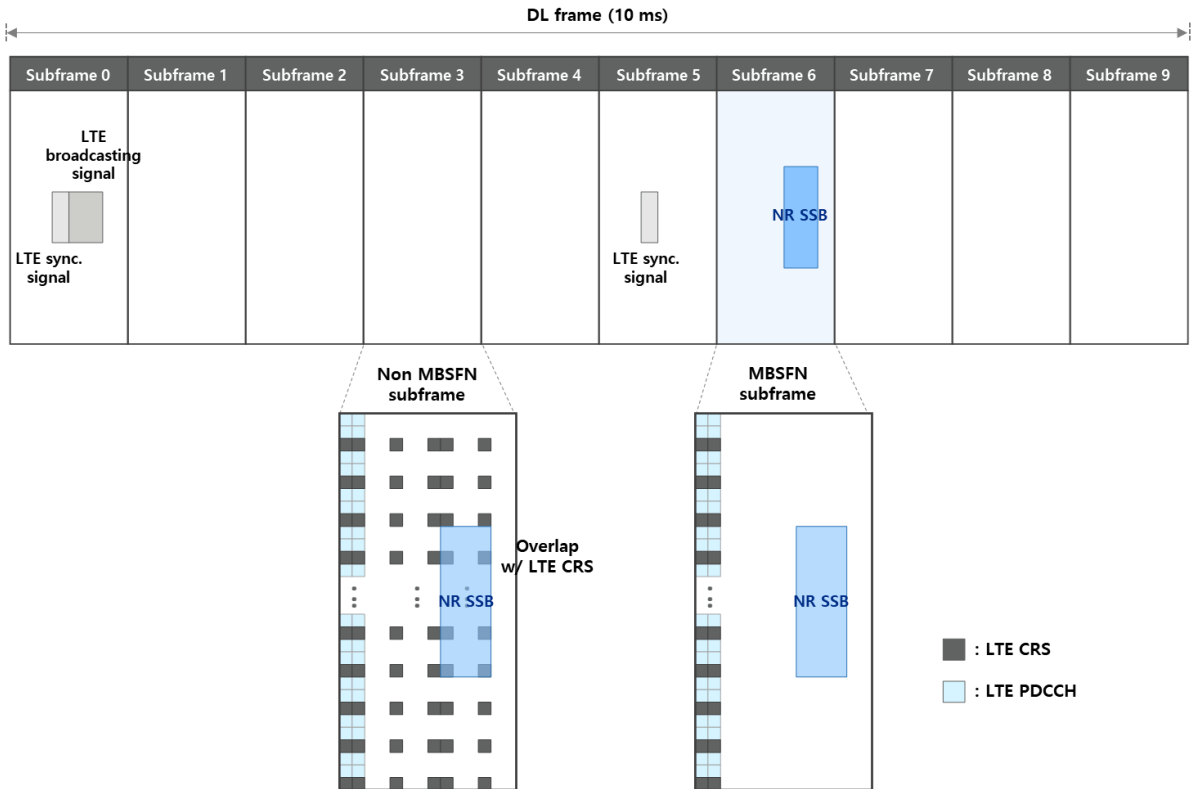 DL frame (10 ms)
Subframe 0 Subframe 1 Subframe 2 Subframe 3 Subframe 4 Subframe 5 Subframe 6 Subframe 7 Subframe 8 Subframe 9
LTE
broadcasting
signal
LTE sync.
signal
LTE sync.
signal
NR SSB
Non MBSFN
subframe
MBSFN
subframe
Overlap
w/ LTE CRS
NR SSB
NR SSB
: LTE CRS
: LTE PDCCH